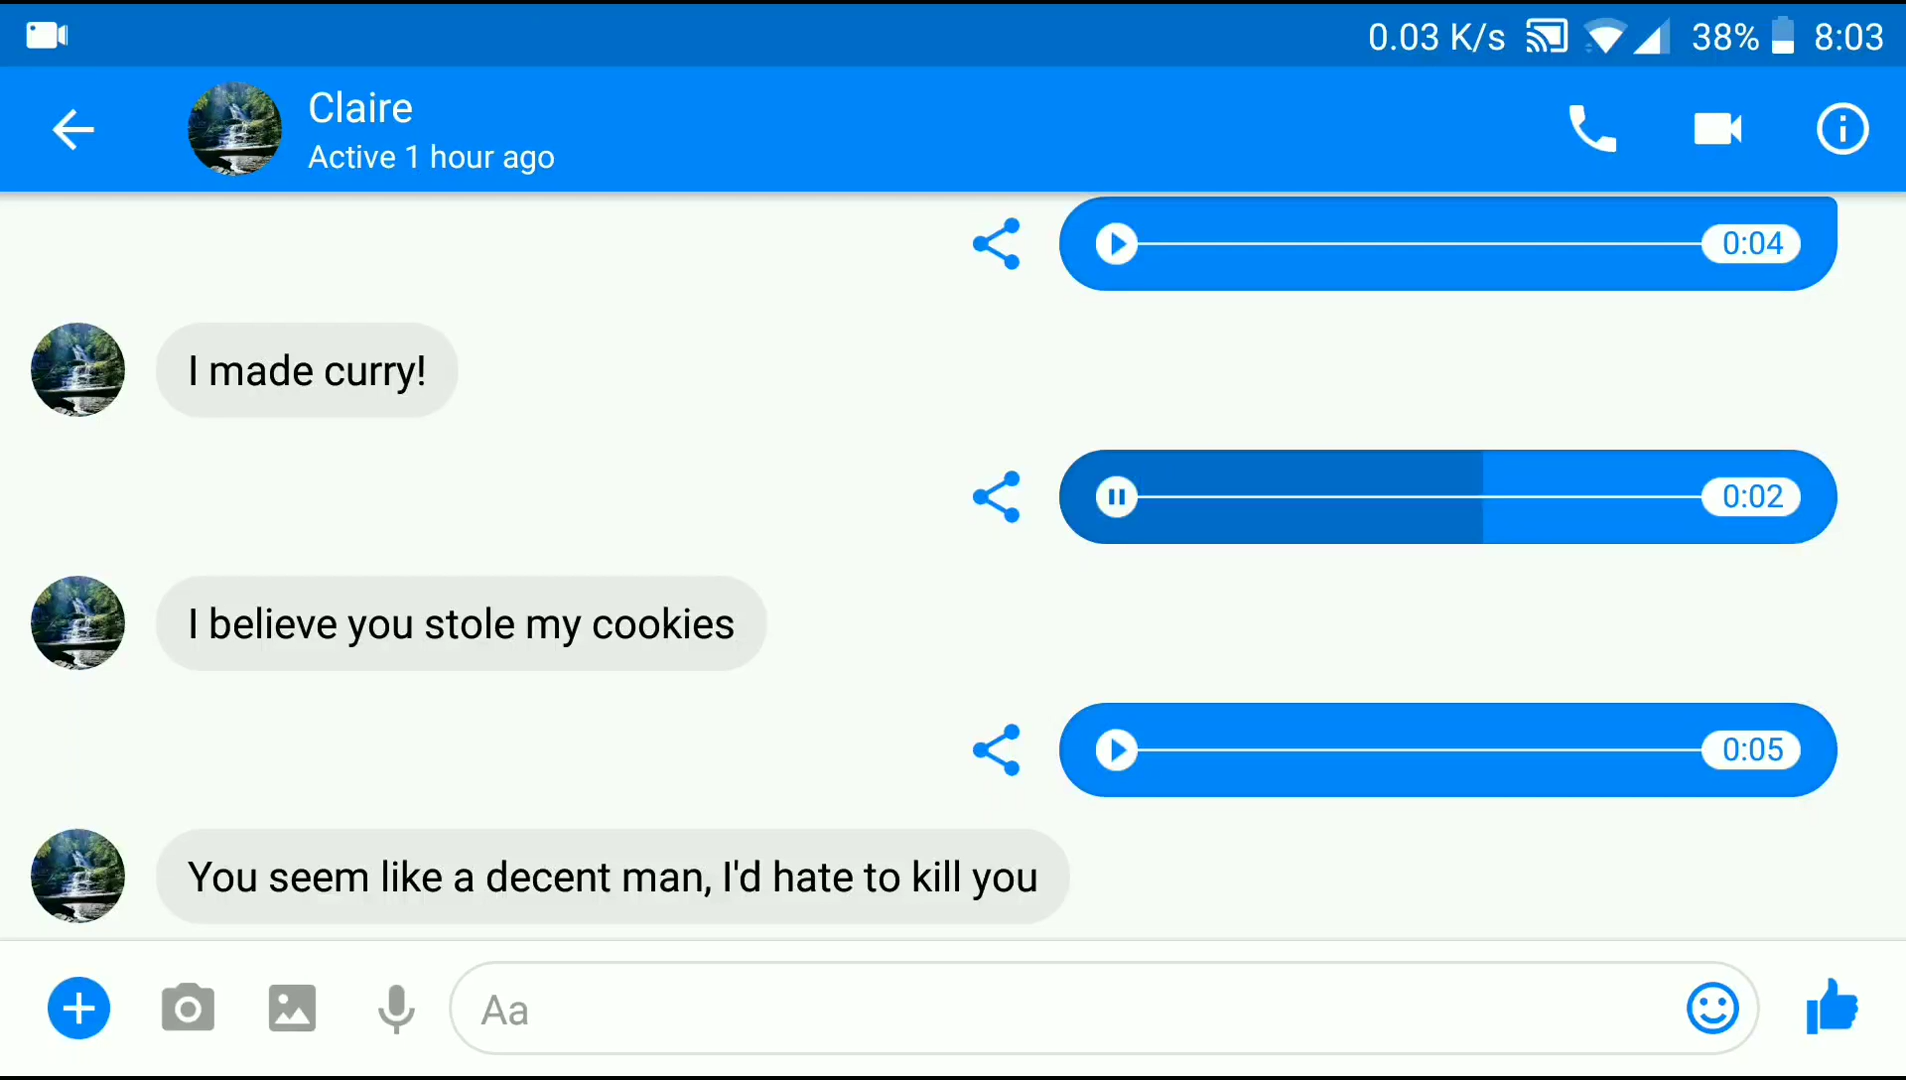 0.03 K/s 38% 8:03
Claire
Active 1 hour ago
0:04
I made curry!
0:02
I believe you stole my cookies
0:05
You seem like a decent man, I'd hate to kill you
Aa